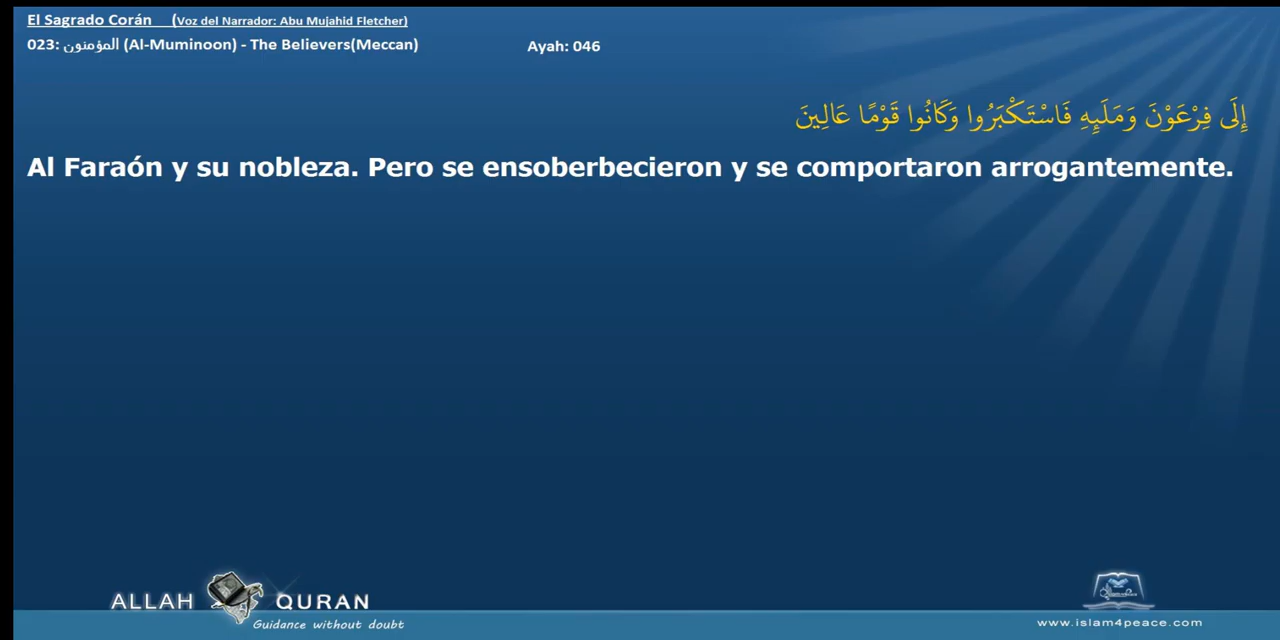 El Sagrado Corán (Voz del Narrador: Abu Mujahid Fletcher)
023: المؤمنون (Al-Muminoon) - The Believers(Meccan) Ayah: 046
إِلَى فِرْعَوْنَ وَمَلَئِهِ فَاسْتَكْبَرُوا وَكَانُوا قَوْمًا عَالِينَ
Al Faraón y su nobleza. Pero se ensoberbecieron y se comportaron arrogantemente.
ALLAH QURAN
Guidance without doubt
www.islam4peace.com